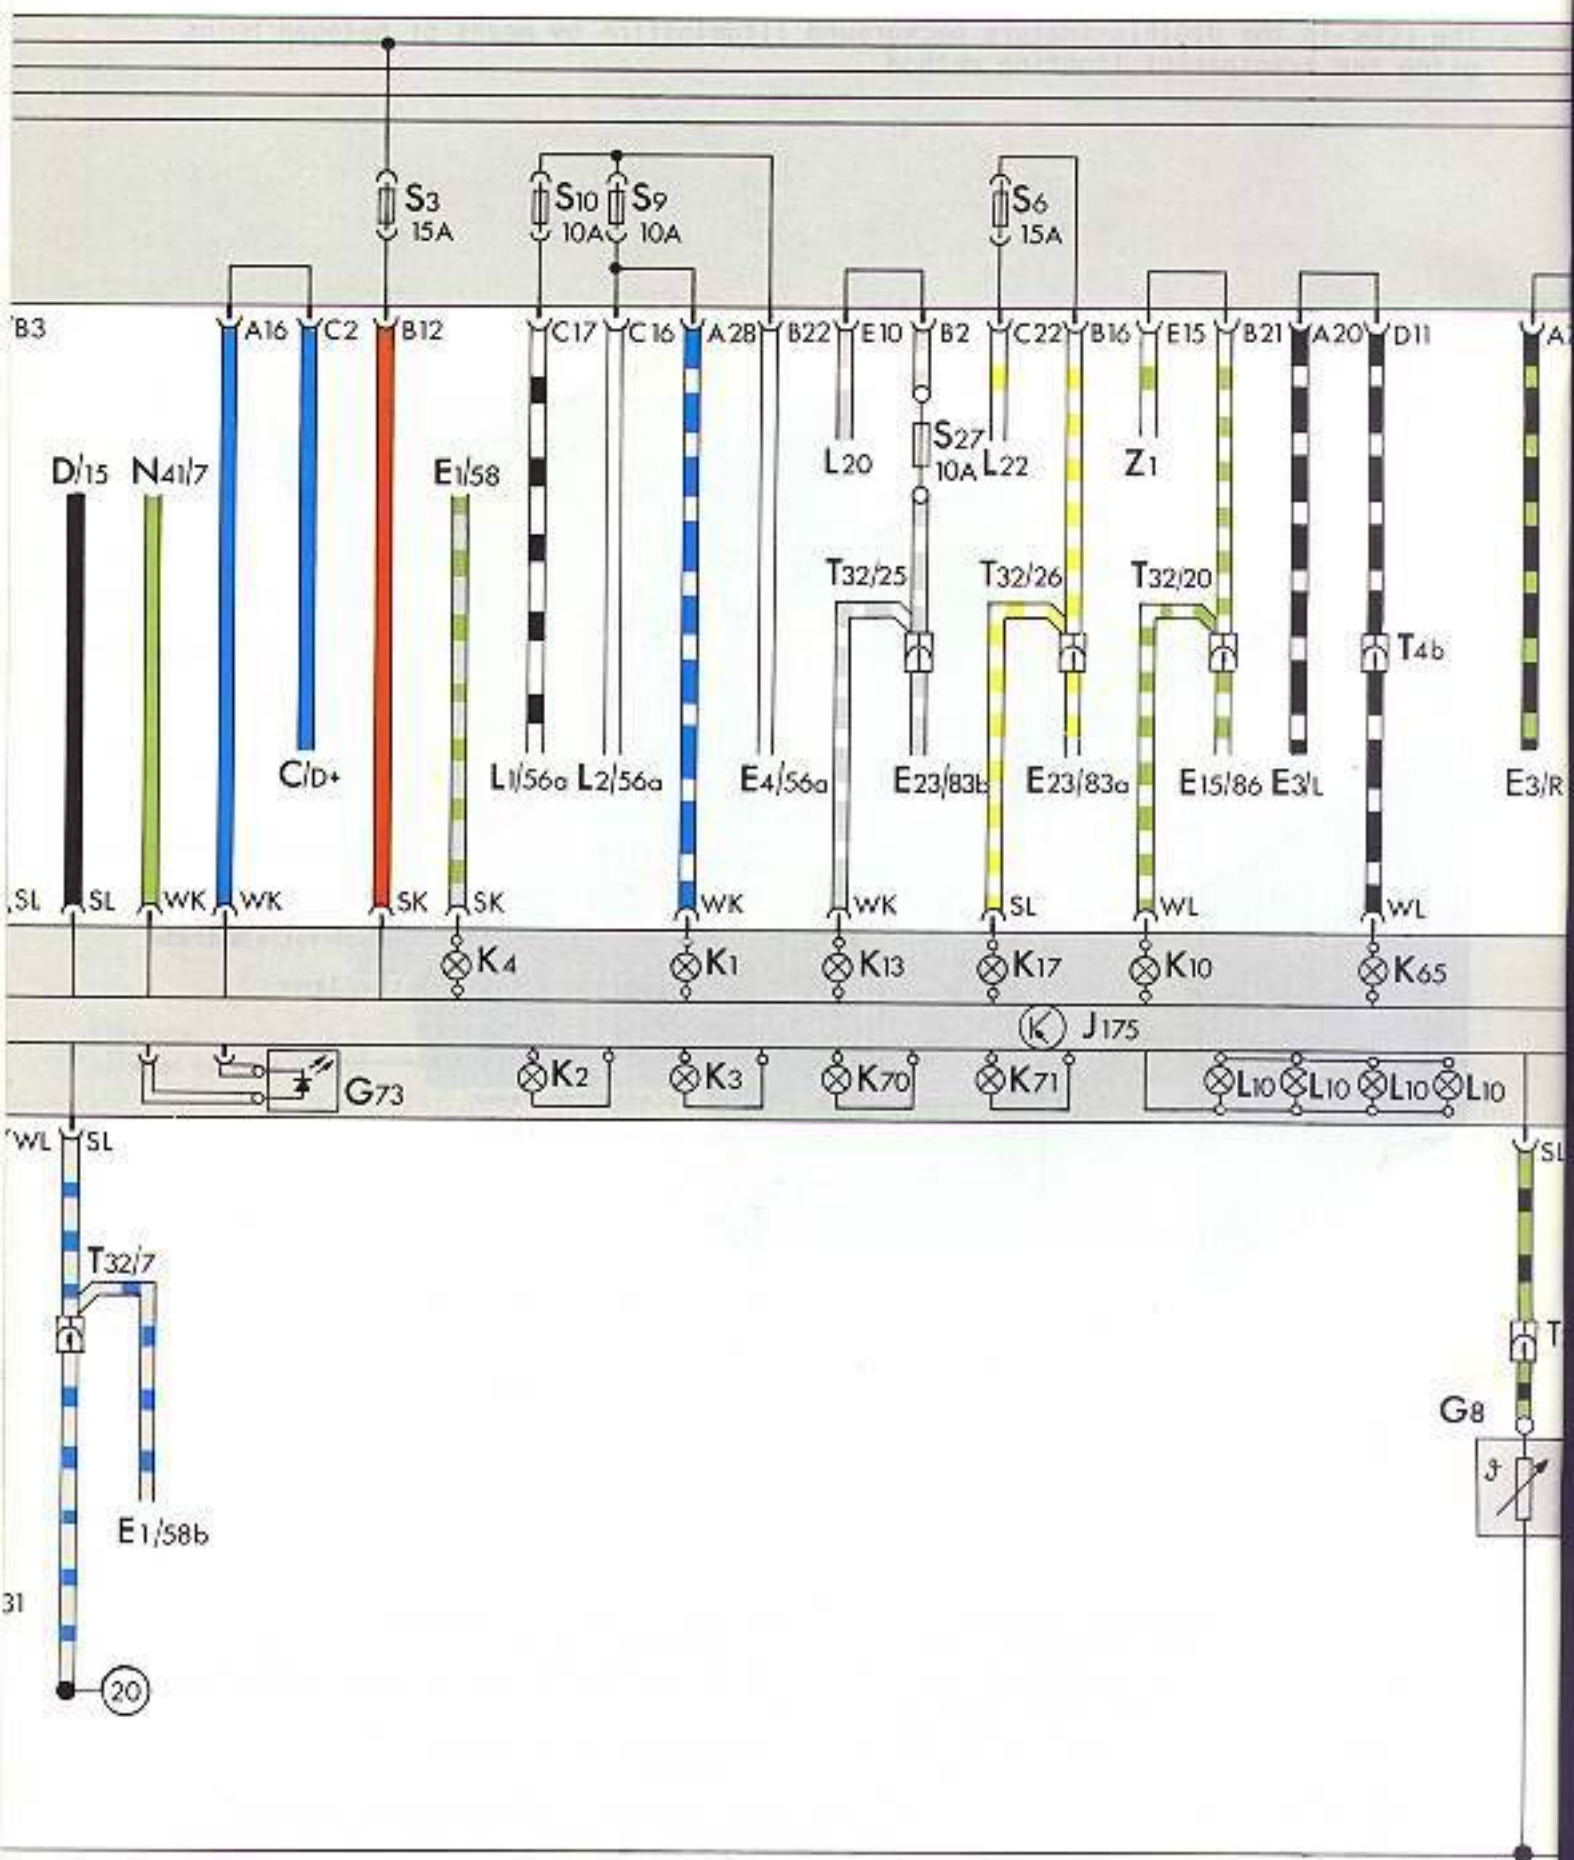 S3 S10 S9 S6
15A 10A 10A 15A
B3 A16 C2 B12 C17 C16 A28 B22 E10 B2 C22 B16 E15 B21 A20 D11
S27
10A
L20 L22 Z1
D/15 N41/7 E1/58
T32/25 T32/26 T32/20
T4b
C/D+ L1/56a L2/56a E4/56a E23/83b E23/83a E15/86 E3/L E3/R
SL SL WK WK SK SK WK WK SL WL WL
K4 K1 K13 K17 K10 K65
J175
G73 K2 K3 K70 K71 L10 L10 L10 L10
WL SL SL
T32/7
G8
ϑ
E1/58b
31
20